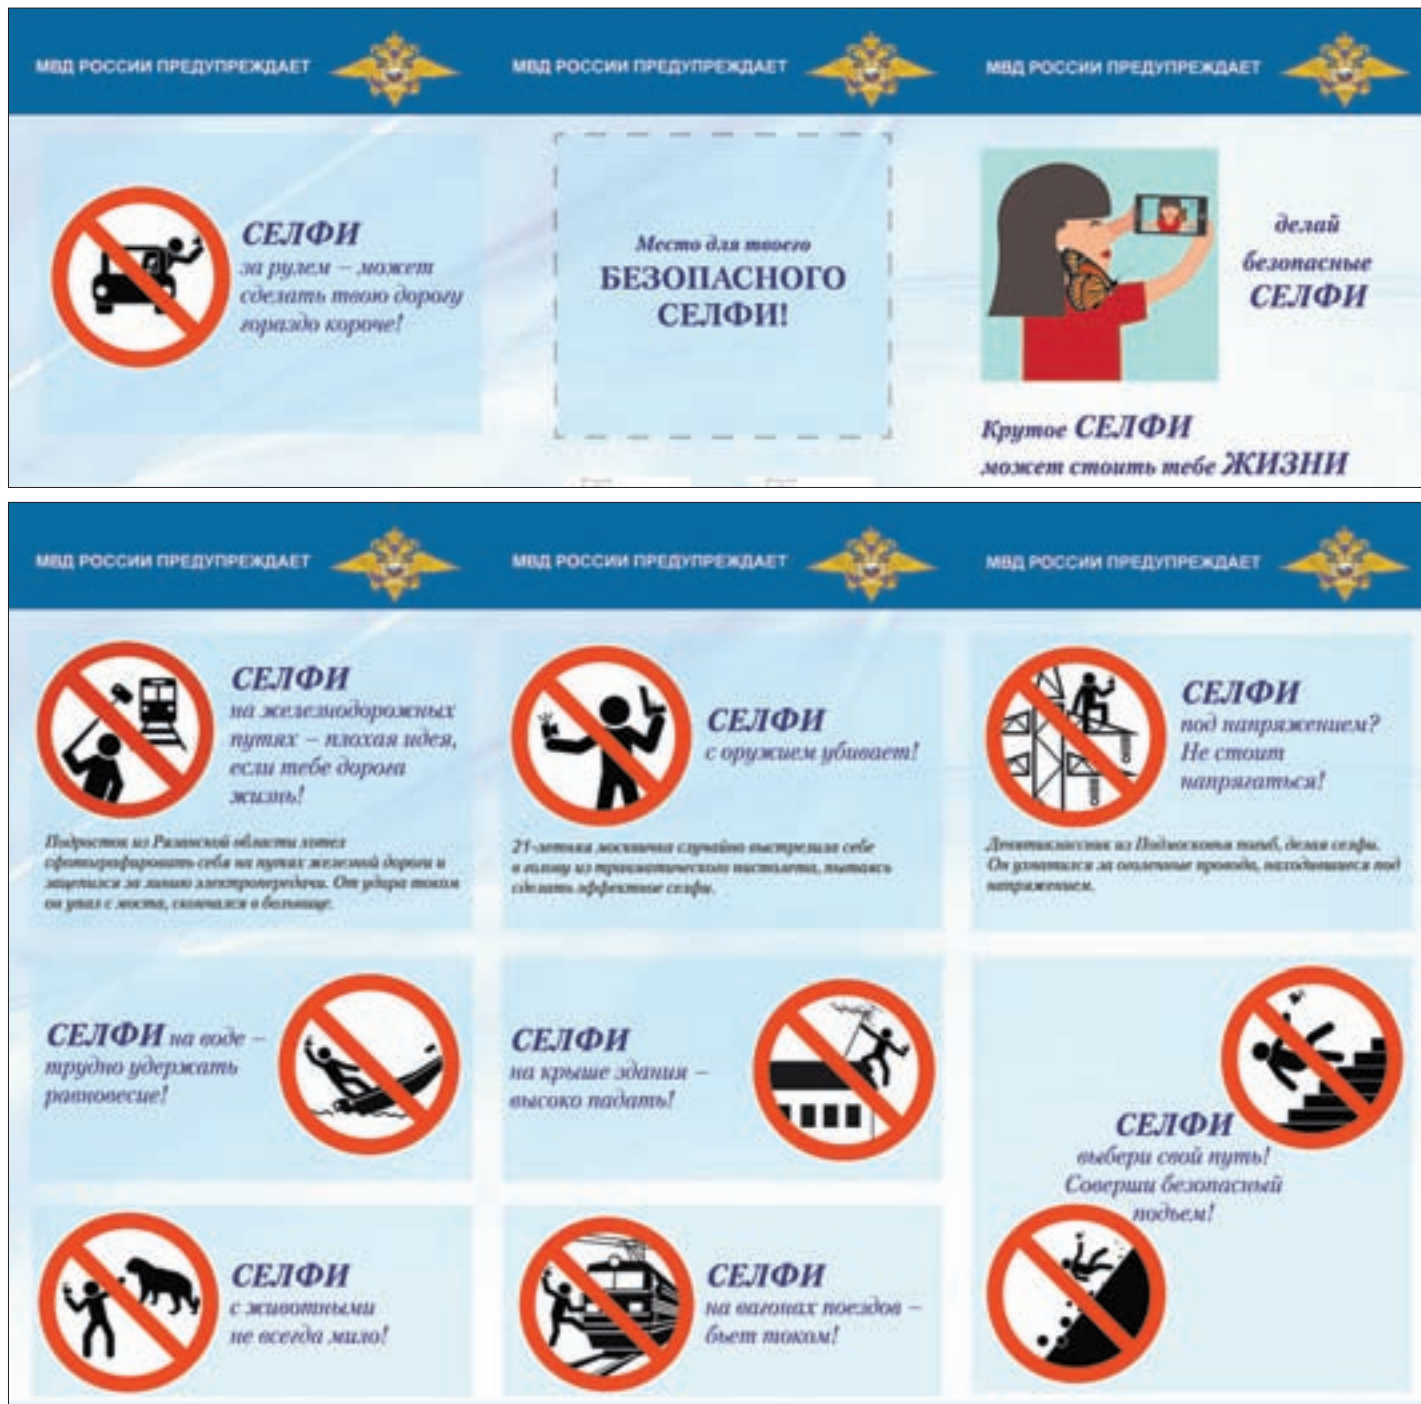 МВД РОССИИ ПРЕДУПРЕЖДАЕТ
СЕЛФИ
за рулем – может
сделать твою дорогу
гораздо короче!
МВД РОССИИ ПРЕДУПРЕЖДАЕТ
Место для твоего
БЕЗОПАСНОГО
СЕЛФИ!
МВД РОССИИ ПРЕДУПРЕЖДАЕТ
делай
безопасные
СЕЛФИ
Крутое СЕЛФИ
может стоить тебе ЖИЗНИ
МВД РОССИИ ПРЕДУПРЕЖДАЕТ
СЕЛФИ
на железнодорожных
путях – плохая идея,
если тебе дорога
жизнь!
Подросток из Рязанской области хотел
сфотографировать себя на путях железной дороги и
зацепился за линию электропередачи. От удара током
он упал с моста, скончался в больнице.
СЕЛФИ на воде –
трудно удержать
равновесие!
СЕЛФИ
с животными
не всегда мило!
МВД РОССИИ ПРЕДУПРЕЖДАЕТ
СЕЛФИ
с оружием убивает!
21-летняя москвичка случайно выстрелила себе
в голову из травматического пистолета, пытаясь
сделать эффектное селфи.
СЕЛФИ
на крыше здания –
высоко падать!
СЕЛФИ
на вагонах поездов –
бьет током!
МВД РОССИИ ПРЕДУПРЕЖДАЕТ
СЕЛФИ
под напряжением?
Не стоит
напрягаться!
Девятиклассник из Подмосковья погиб, делая селфи.
Он ухватился за оголенные провода, находившиеся под
напряжением.
СЕЛФИ
выбери свой путь!
Соверши безопасный
подъем!